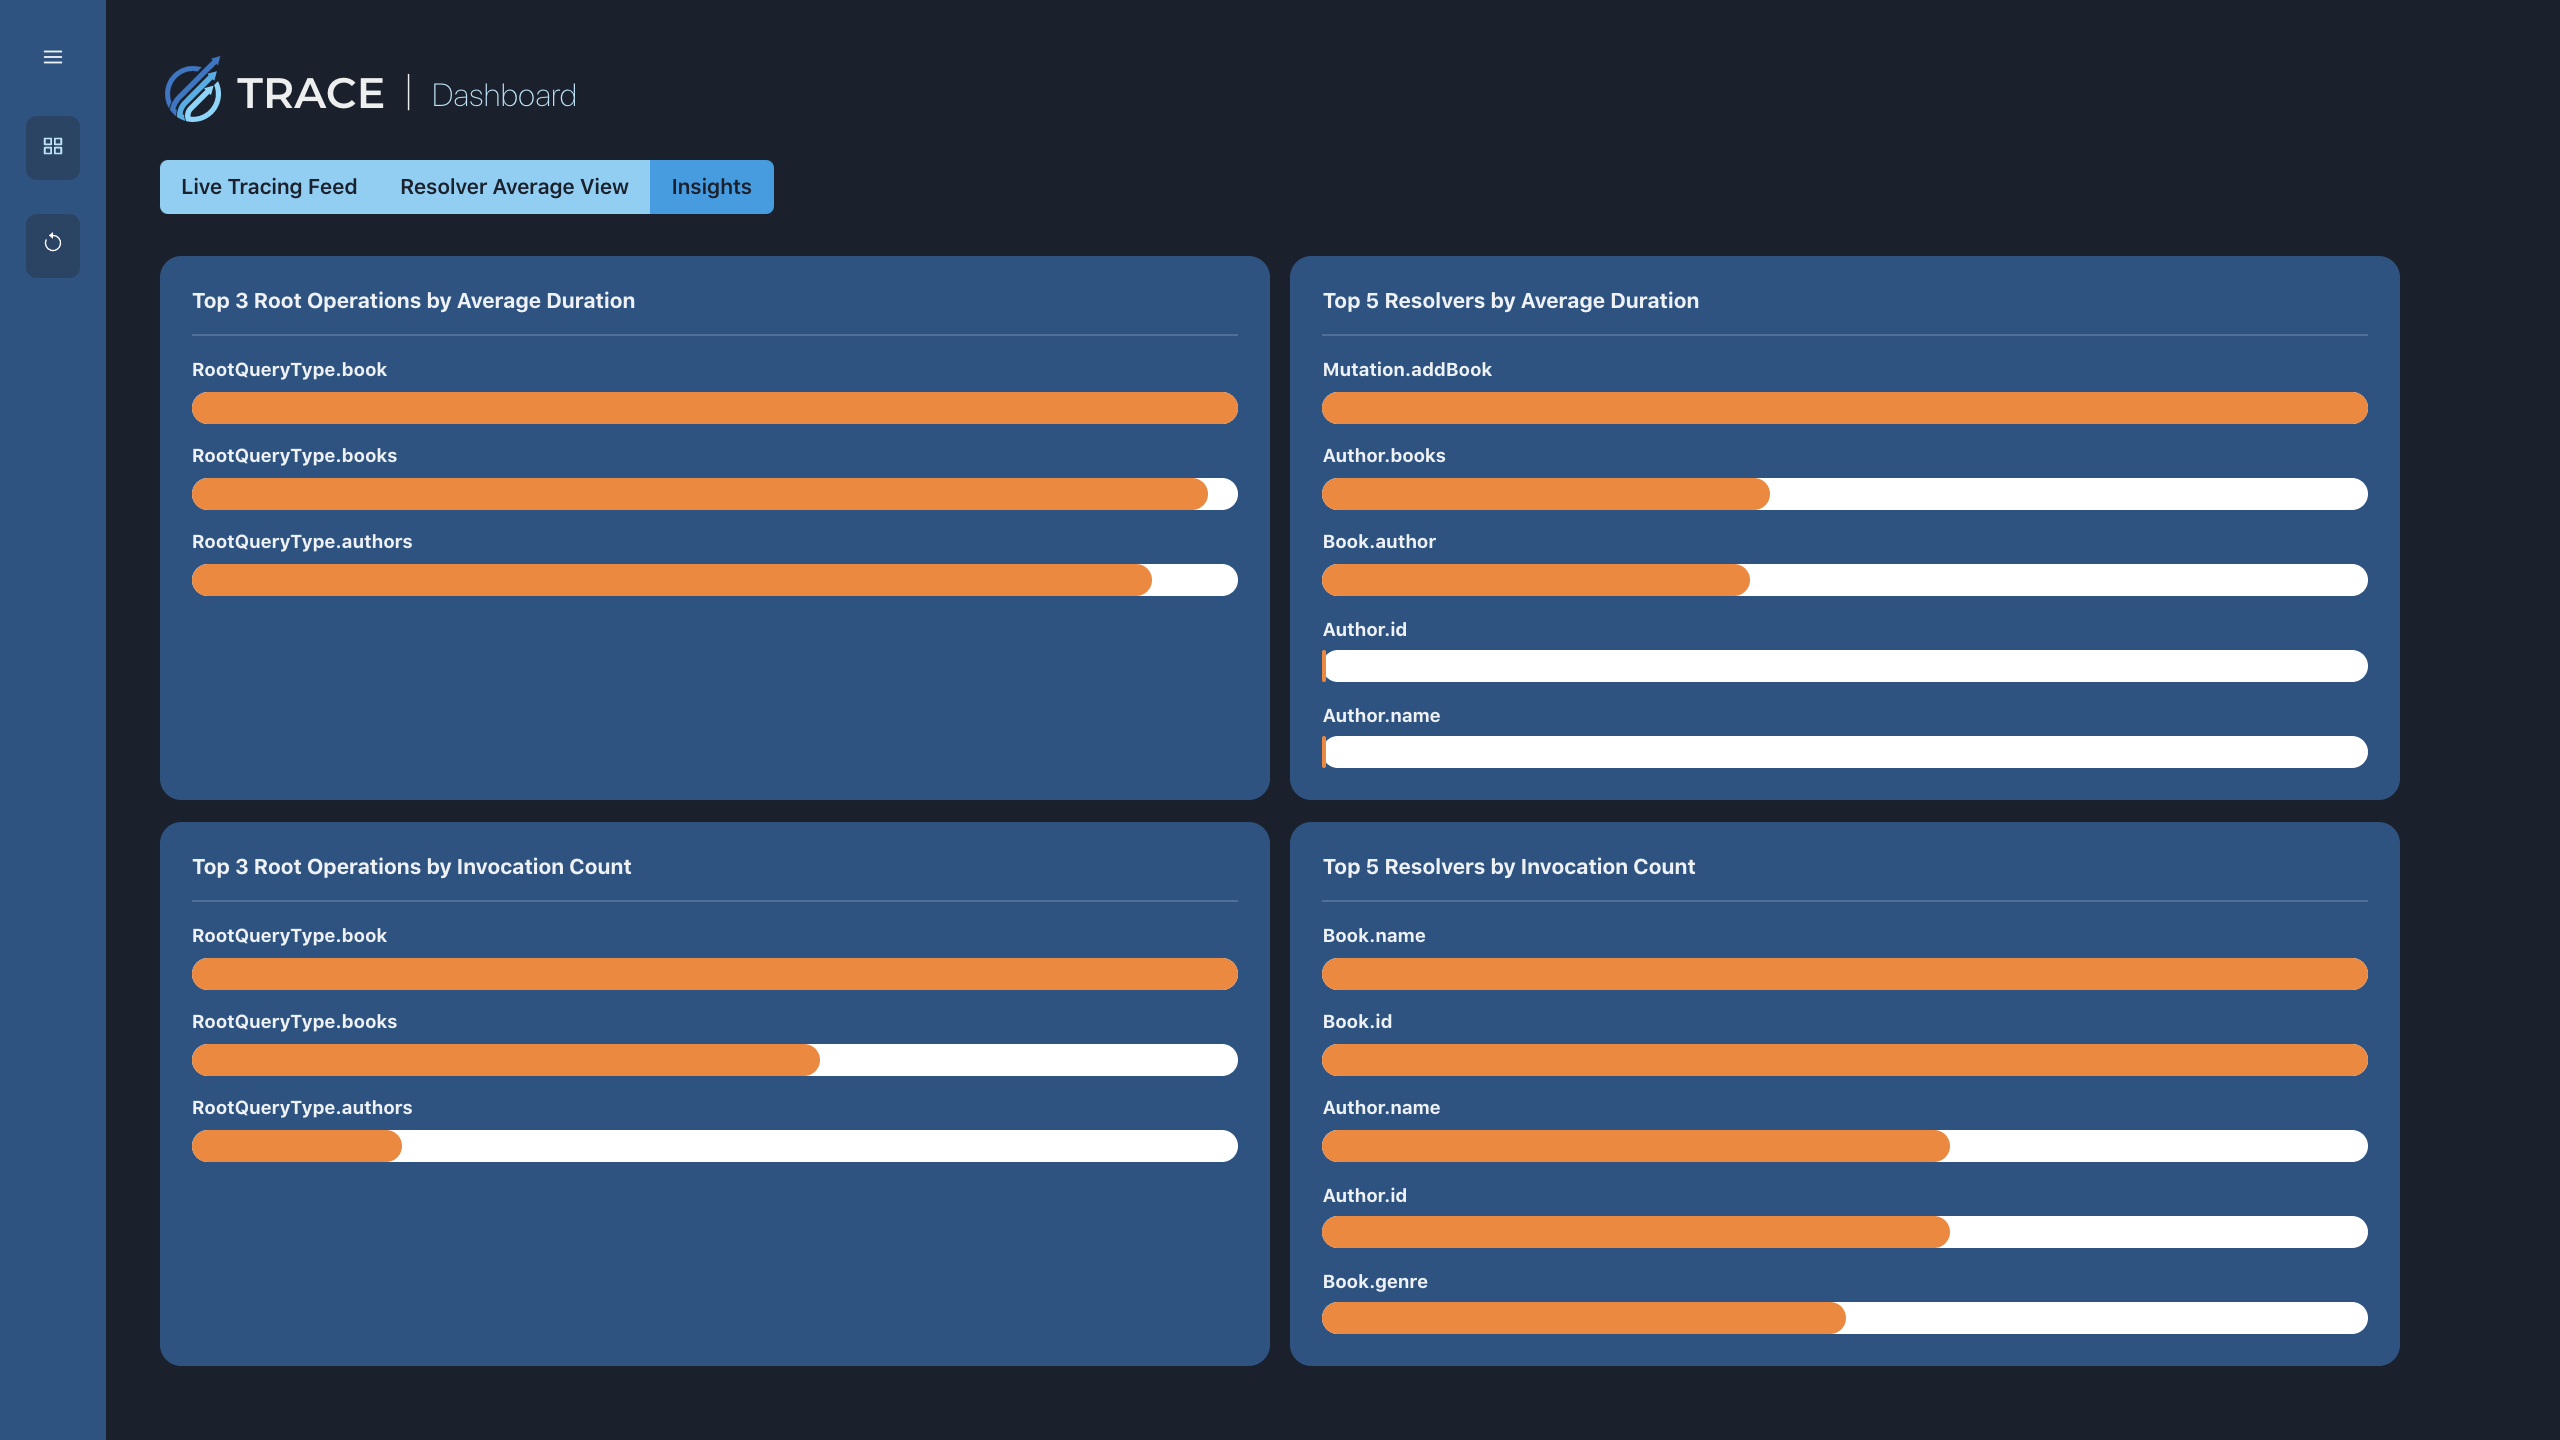 TRACE | Dashboard
Live Tracing Feed
Resolver Average View
Insights
Top 3 Root Operations by Average Duration
RootQueryType.book
RootQueryType.books
RootQueryType.authors
Top 5 Resolvers by Average Duration
Mutation.addBook
Author.books
Book.author
Author.id
Author.name
Top 3 Root Operations by Invocation Count
RootQueryType.book
RootQueryType.books
RootQueryType.authors
Top 5 Resolvers by Invocation Count
Book.name
Book.id
Author.name
Author.id
Book.genre